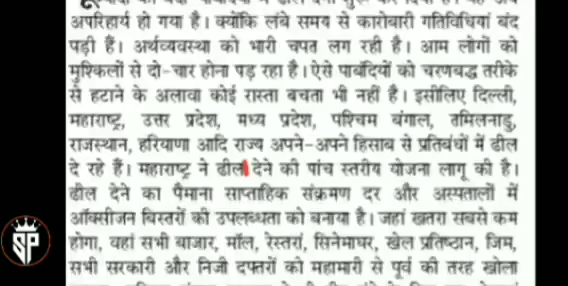 अपरिहार्य हो गया है। क्योंकि लंबे समय से कारोबारी गतिविधियां बंद
पड़ी हैं। अर्थव्यवस्था को भारी चपत लग रही है। आम लोगों को
मुश्किलों से दो-चार होना पड़ रहा है। ऐसे पाबंदियों को चरणबद्ध तरीके
से हटाने के अलावा कोई रास्ता बचता भी नहीं है। इसीलिए दिल्ली,
महाराष्ट्र, उत्तर प्रदेश, मध्य प्रदेश, पश्चिम बंगाल, तमिलनाडु,
राजस्थान, हरियाणा आदि राज्य अपने-अपने हिसाब से प्रतिबंधों में ढील
दे रहे हैं। महाराष्ट्र ने ढील देने की पांच स्तरीय योजना लागू की है।
ढील देने का पैमाना साप्ताहिक संक्रमण दर और अस्पतालों में
ऑक्सीजन बिस्तरों की उपलब्धता को बनाया है। जहां खतरा सबसे कम
होगा, वहां सभी बाजार, मॉल, रेस्तरां, सिनेमाघर, खेल प्रतिष्ठान, जिम,
सभी सरकारी और निजी दफ्तरों को महामारी से पूर्व की तरह खोला
SP